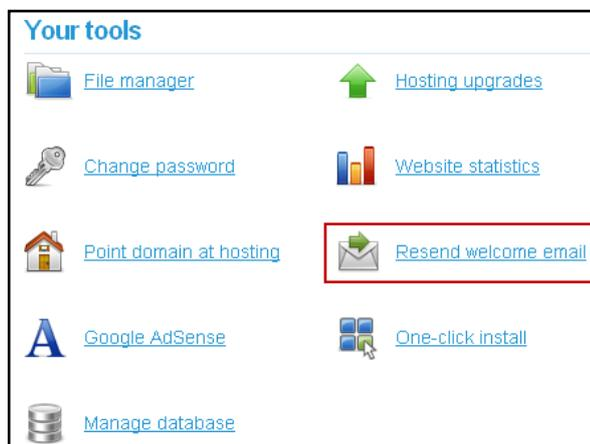 Your tools
File manager
Hosting upgrades
Change password
Website statistics
Point domain at hosting
Resend welcome email
A
Google AdSense
One-click install
Manage database